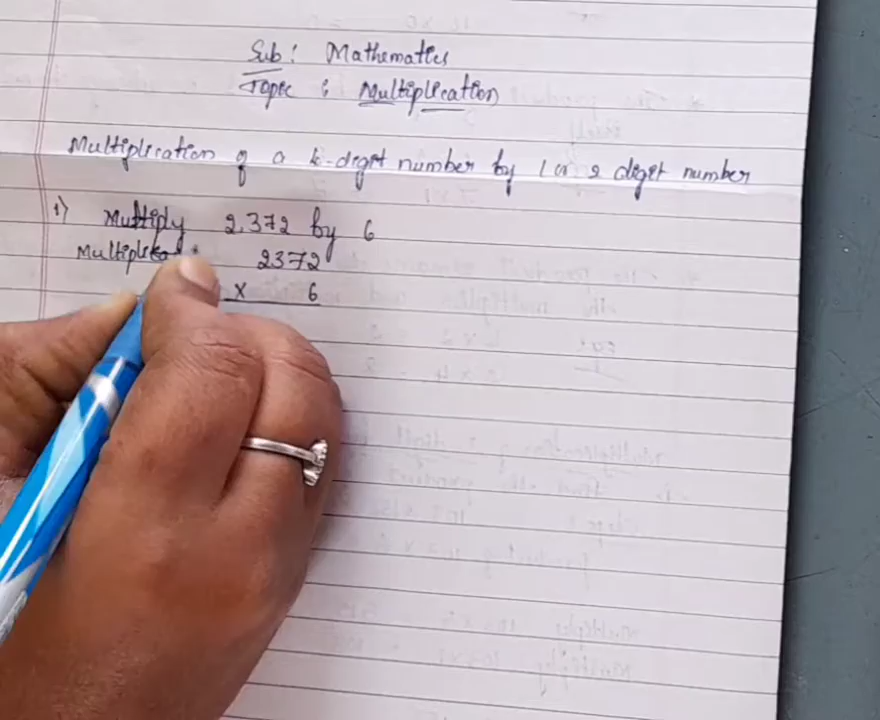 Sub: Mathematics
Topic : Multiplication
Multiplication of a 4-digit number by 1 or 2 digit number
1) Multiply 2,372 by 6
2372
x 6